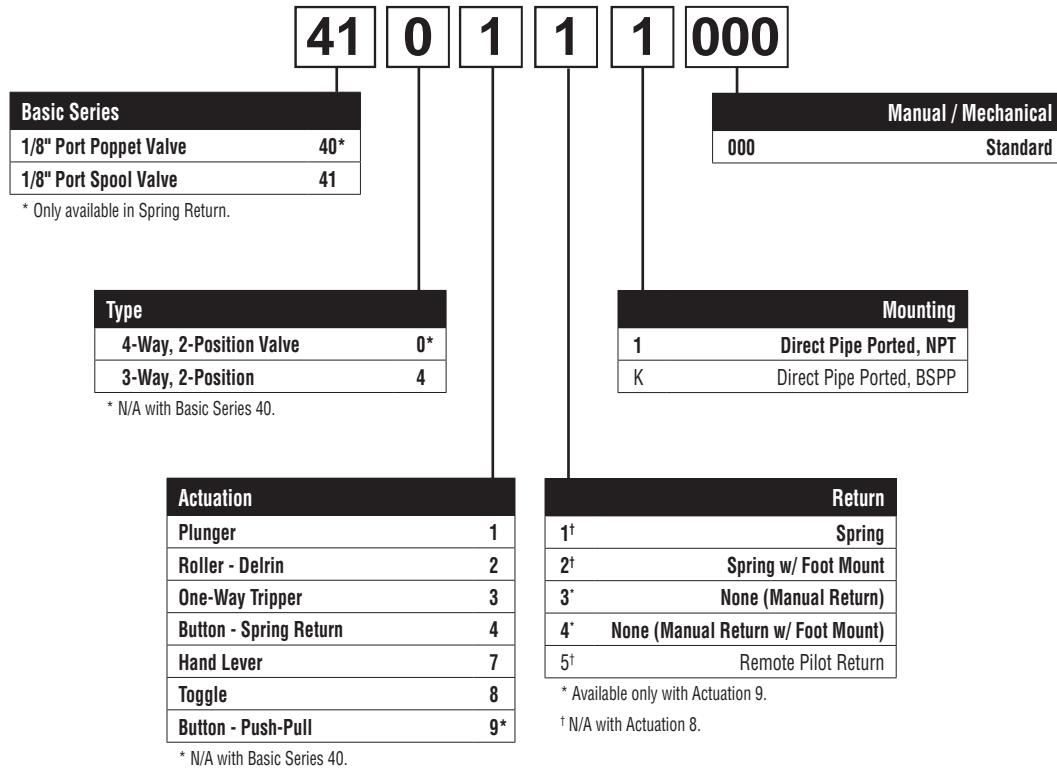 41 0 1 1 1 000
Basic Series
1/8" Port Poppet Valve 40*
1/8" Port Spool Valve 41
* Only available in Spring Return.
Manual / Mechanical
000 Standard
Type
4-Way, 2-Position Valve 0*
3-Way, 2-Position 4
* N/A with Basic Series 40.
Mounting
1 Direct Pipe Ported, NPT
K Direct Pipe Ported, BSPP
Actuation
Plunger 1
Roller - Delrin 2
One-Way Tripper 3
Button - Spring Return 4
Hand Lever 7
Toggle 8
Button - Push-Pull 9*
* N/A with Basic Series 40.
Return
1† Spring
2† Spring w/ Foot Mount
3* None (Manual Return)
4* None (Manual Return w/ Foot Mount)
5† Remote Pilot Return
* Available only with Actuation 9.
† N/A with Actuation 8.